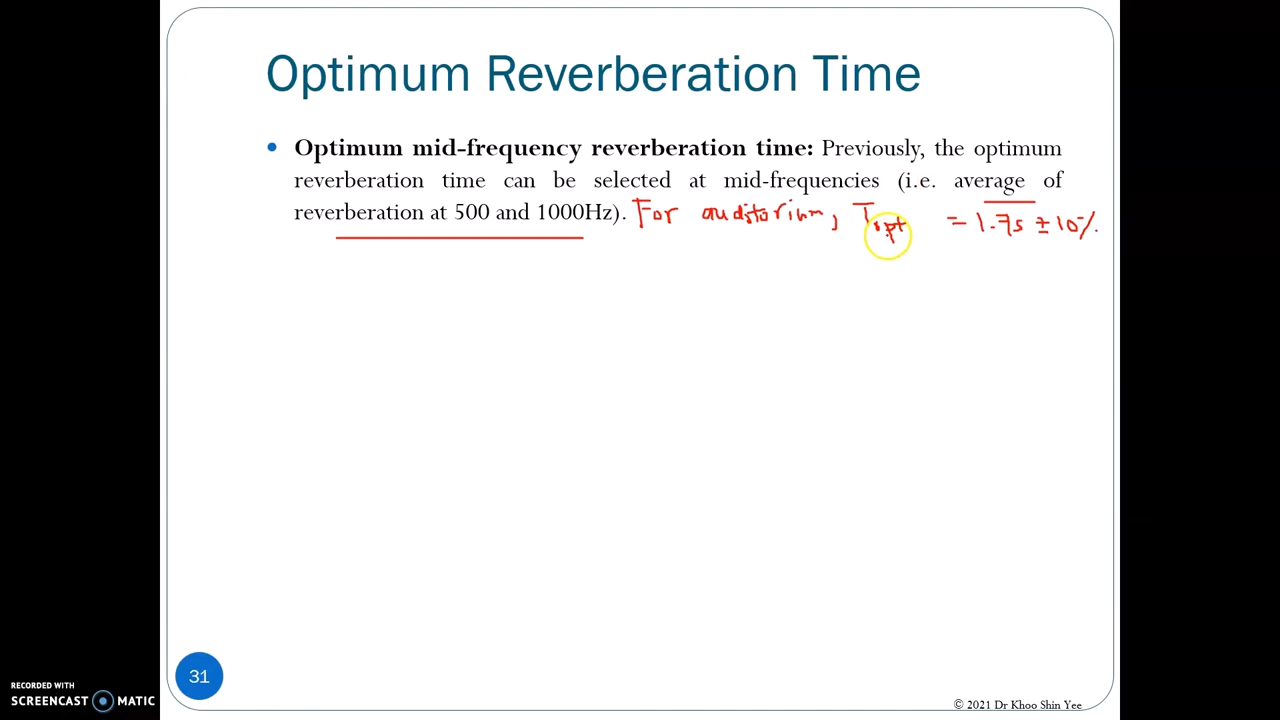 Optimum Reverberation Time
• Optimum mid-frequency reverberation time: Previously, the optimum
reverberation time can be selected at mid-frequencies (i.e. average of
reverberation at 500 and 1000Hz). For auditorium, Topt = 1.7s ± 10%
31
RECORDED WITH
SCREENCAST MATIC
© 2021 Dr Khoo Shin Yee